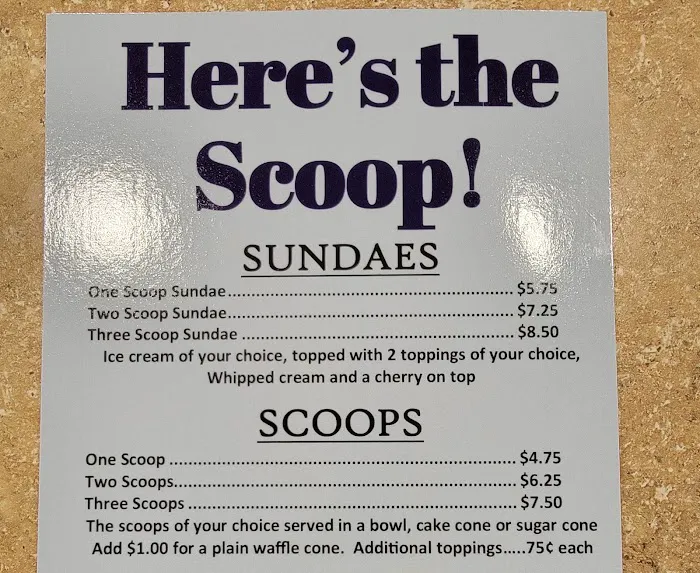 Here's the
Scoop!
SUNDAES
One Scoop Sundae.................................................... $5.75
Two Scoop Sundae.................................................... $7.25
Three Scoop Sundae .................................................. $8.50
Ice cream of your choice, topped with 2 toppings of your choice,
Whipped cream and a cherry on top
SCOOPS
One Scoop ................................................................ $4.75
Two Scoops............................................................... $6.25
Three Scoops ............................................................ $7.50
The scoops of your choice served in a bowl, cake cone or sugar cone
Add $1.00 for a plain waffle cone. Additional toppings.....75¢ each